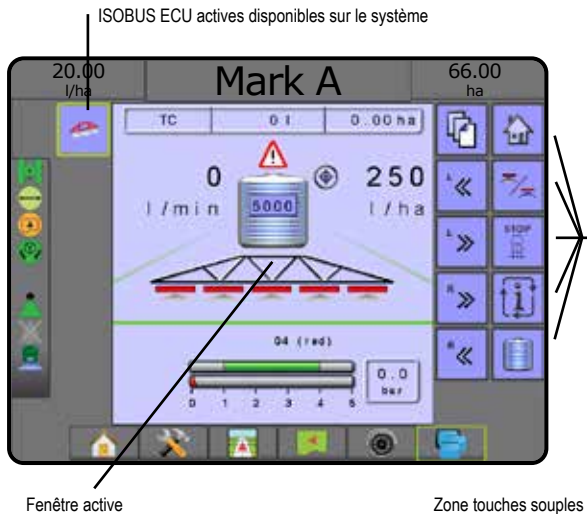 ISOBUS ECU actives disponibles sur le système
20.00
l/ha
Mark A
66.00
ha
TC 0 l 0.00 ha
0
l/min
5000
250
l/ha
L «
L »
STOP
R »
i
R «
04 (red)
0.0
bar
0 1 2 3 4 5
Fenêtre active
Zone touches souples